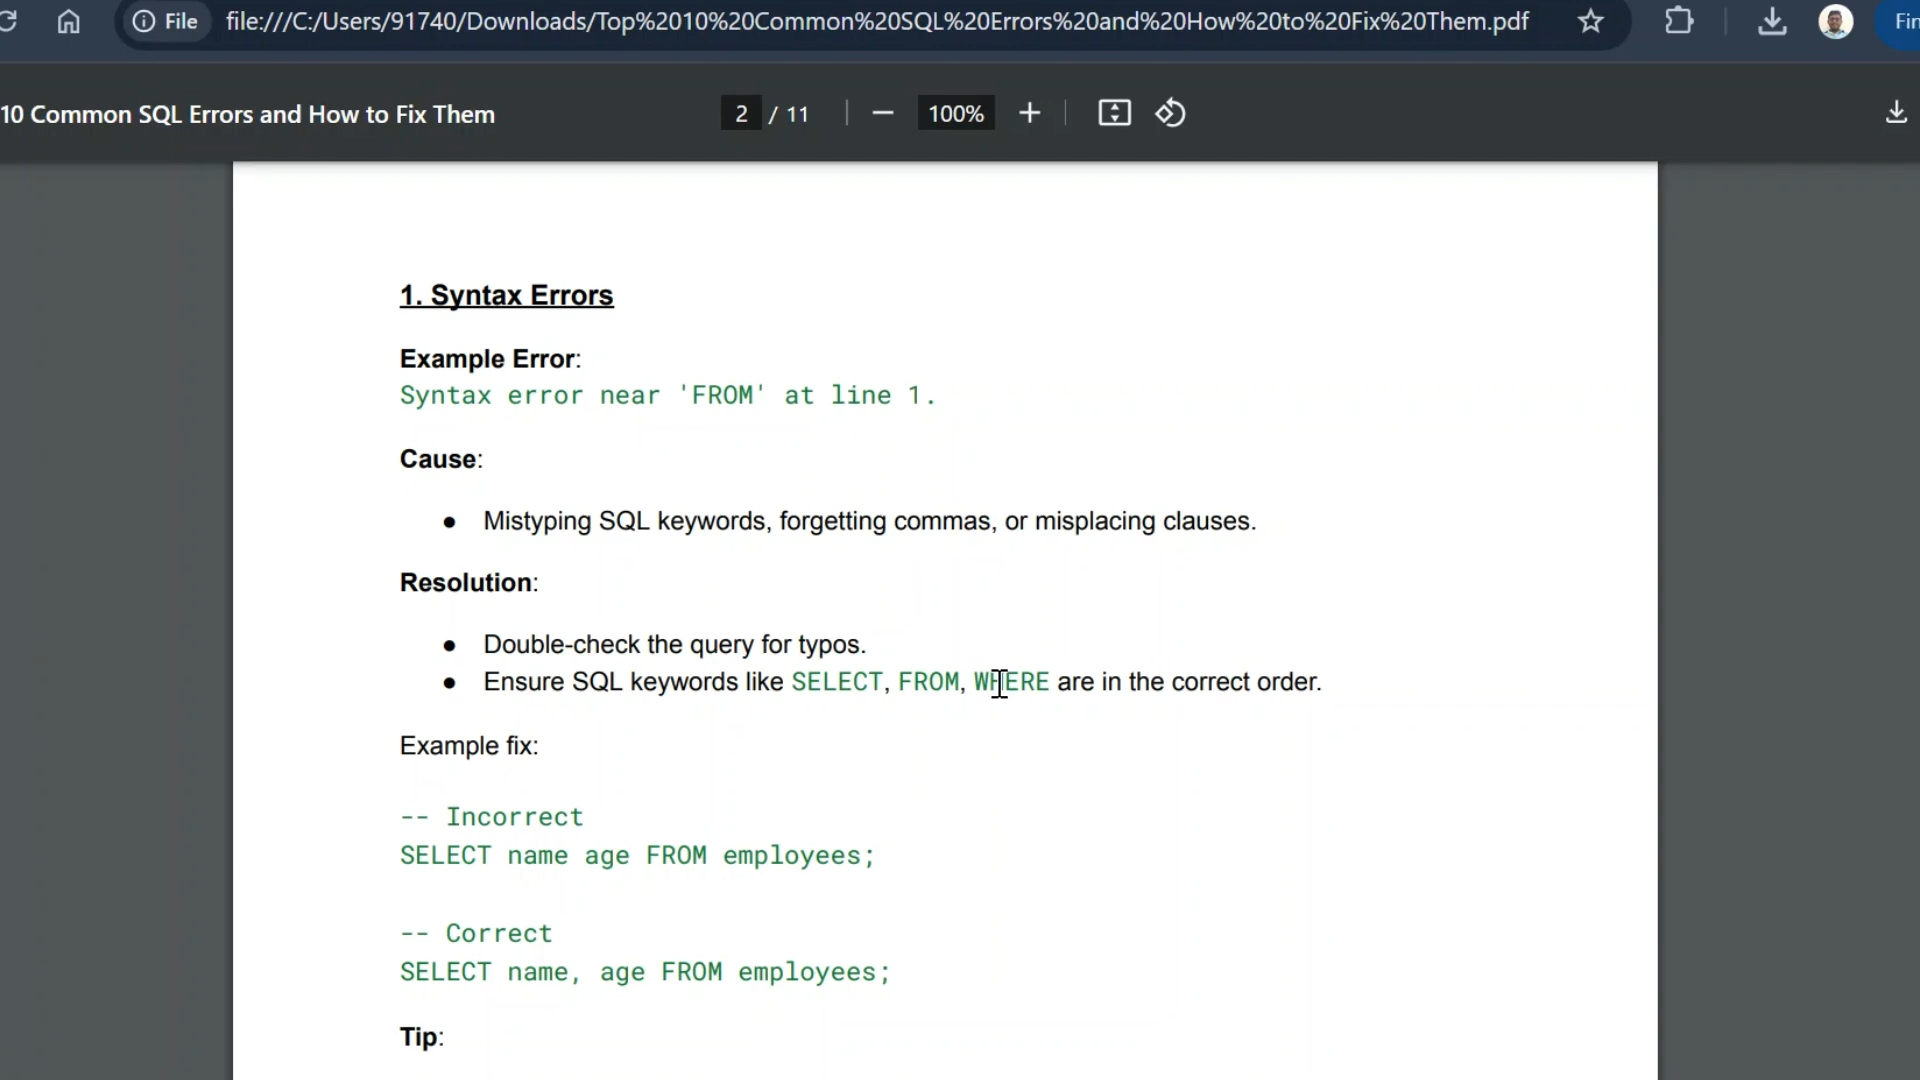 File file:///C:/Users/91740/Downloads/Top%2010%20Common%20SQL%20Errors%20and%20How%20to%20Fix%20Them.pdf Fin
10 Common SQL Errors and How to Fix Them 2 / 11 100%
1. Syntax Errors
Example Error:
Syntax error near 'FROM' at line 1.
Cause:
● Mistyping SQL keywords, forgetting commas, or misplacing clauses.
Resolution:
● Double-check the query for typos.
● Ensure SQL keywords like SELECT, FROM, WHERE are in the correct order.
Example fix:
-- Incorrect
SELECT name age FROM employees;
-- Correct
SELECT name, age FROM employees;
Tip: